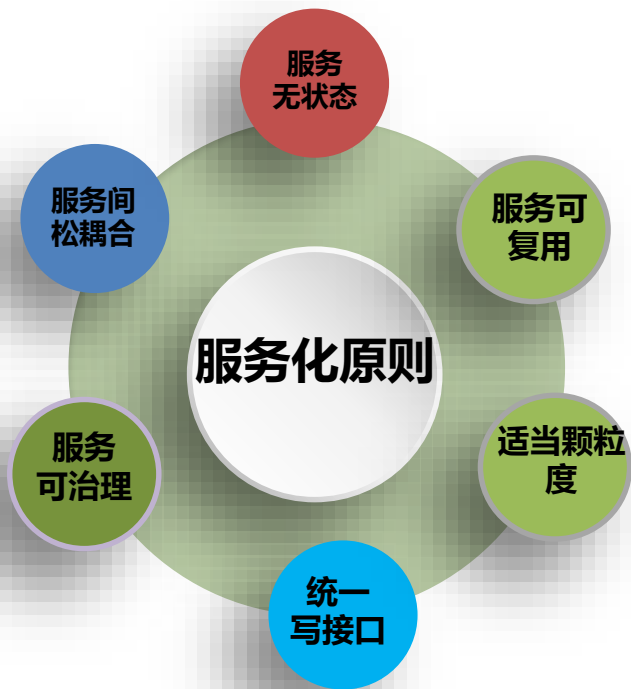 服务
无状态
服务间
松耦合
服务可
复用
服务化原则
服务
可治理
适当颗粒
度
统一
写接口